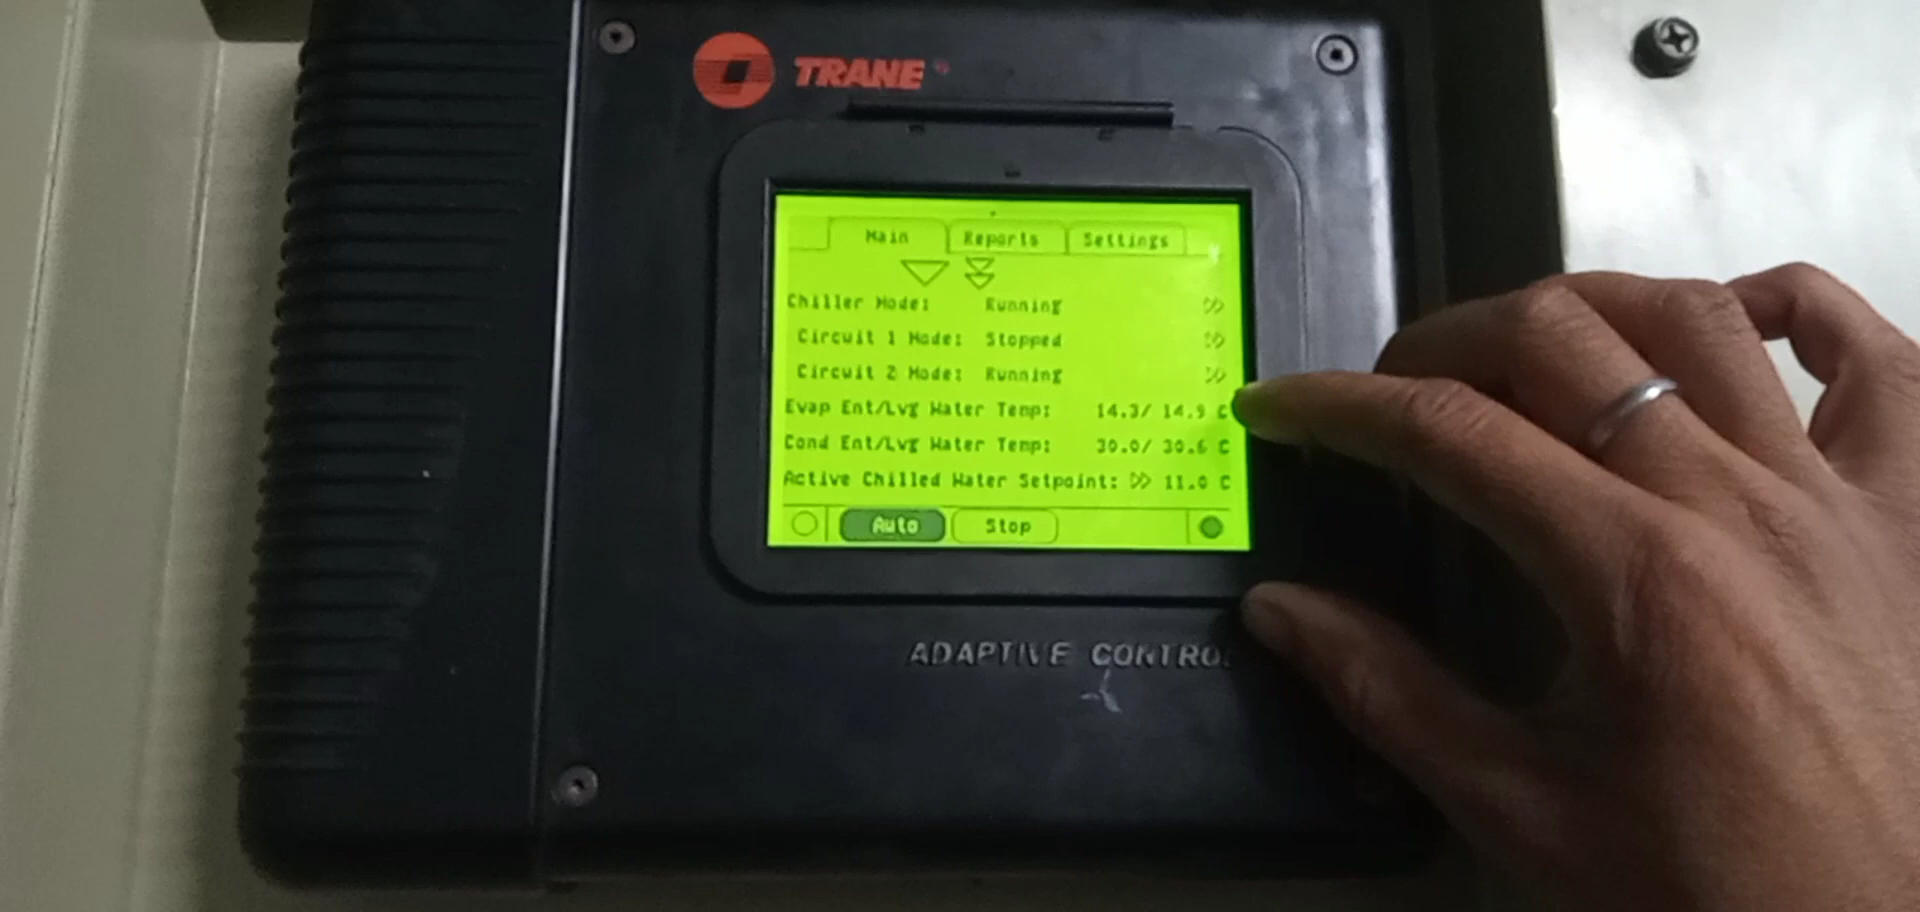 TRANE
Main Reports Settings
Chiller Mode: Running
Circuit 1 Mode: Stopped
Circuit 2 Mode: Running
Evap Ent/Lvg Water Temp: 14.3/ 14.9 C
Cond Ent/Lvg Water Temp: 30.0/ 30.6 C
Active Chilled Water Setpoint: 11.0 C
Auto Stop
ADAPTIVE CONTROL